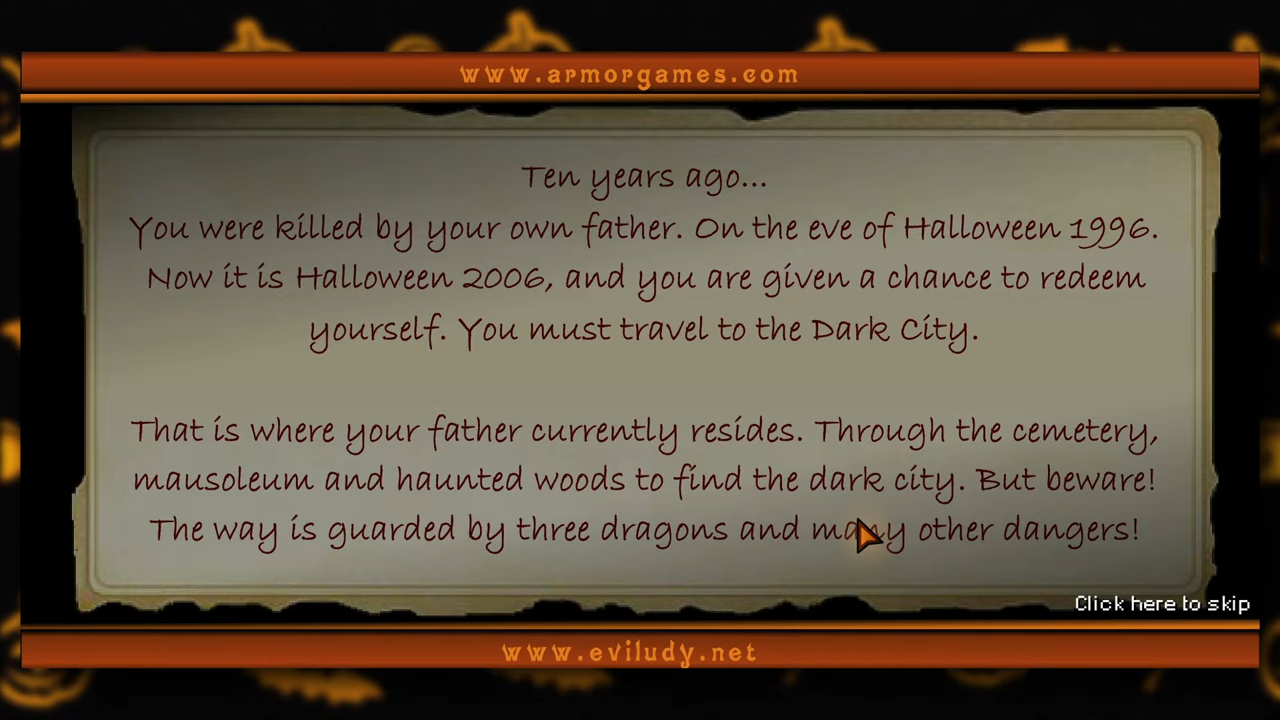 www.armorgames.com
Ten years ago...
You were killed by your own father. On the eve of Halloween 1996.
Now it is Halloween 2006, and you are given a chance to redeem
yourself. You must travel to the Dark City.
That is where your father currently resides. Through the cemetery,
mausoleum and haunted woods to find the dark city. But beware!
The way is guarded by three dragons and many other dangers!
Click here to skip
www.eviludy.net